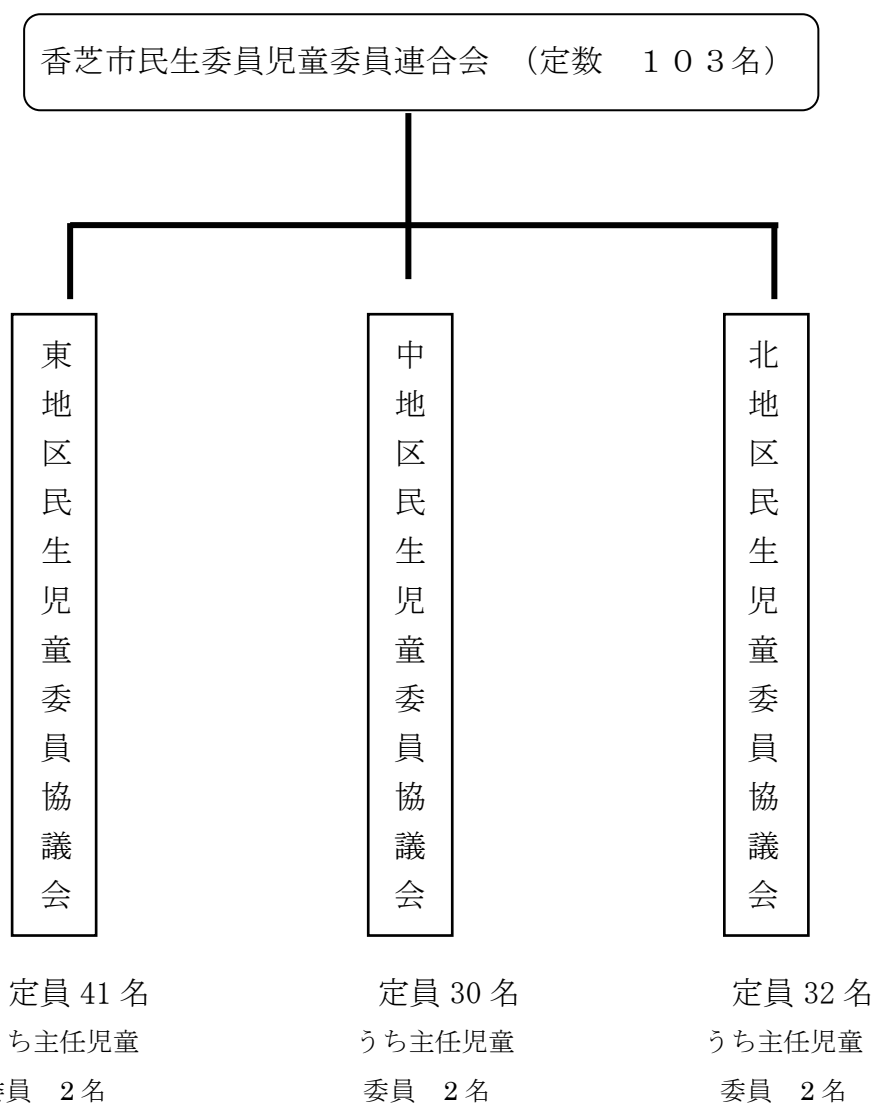 香芝市民生委員児童委員連合会 （定数 １０３名）
東地区民生児童委員協議会
中地区民生児童委員協議会
北地区民生児童委員協議会
定員 41 名
定員 30 名
定員 32 名
ち主任児童
うち主任児童
うち主任児童
委員 2 名
委員 2 名
委員 2 名